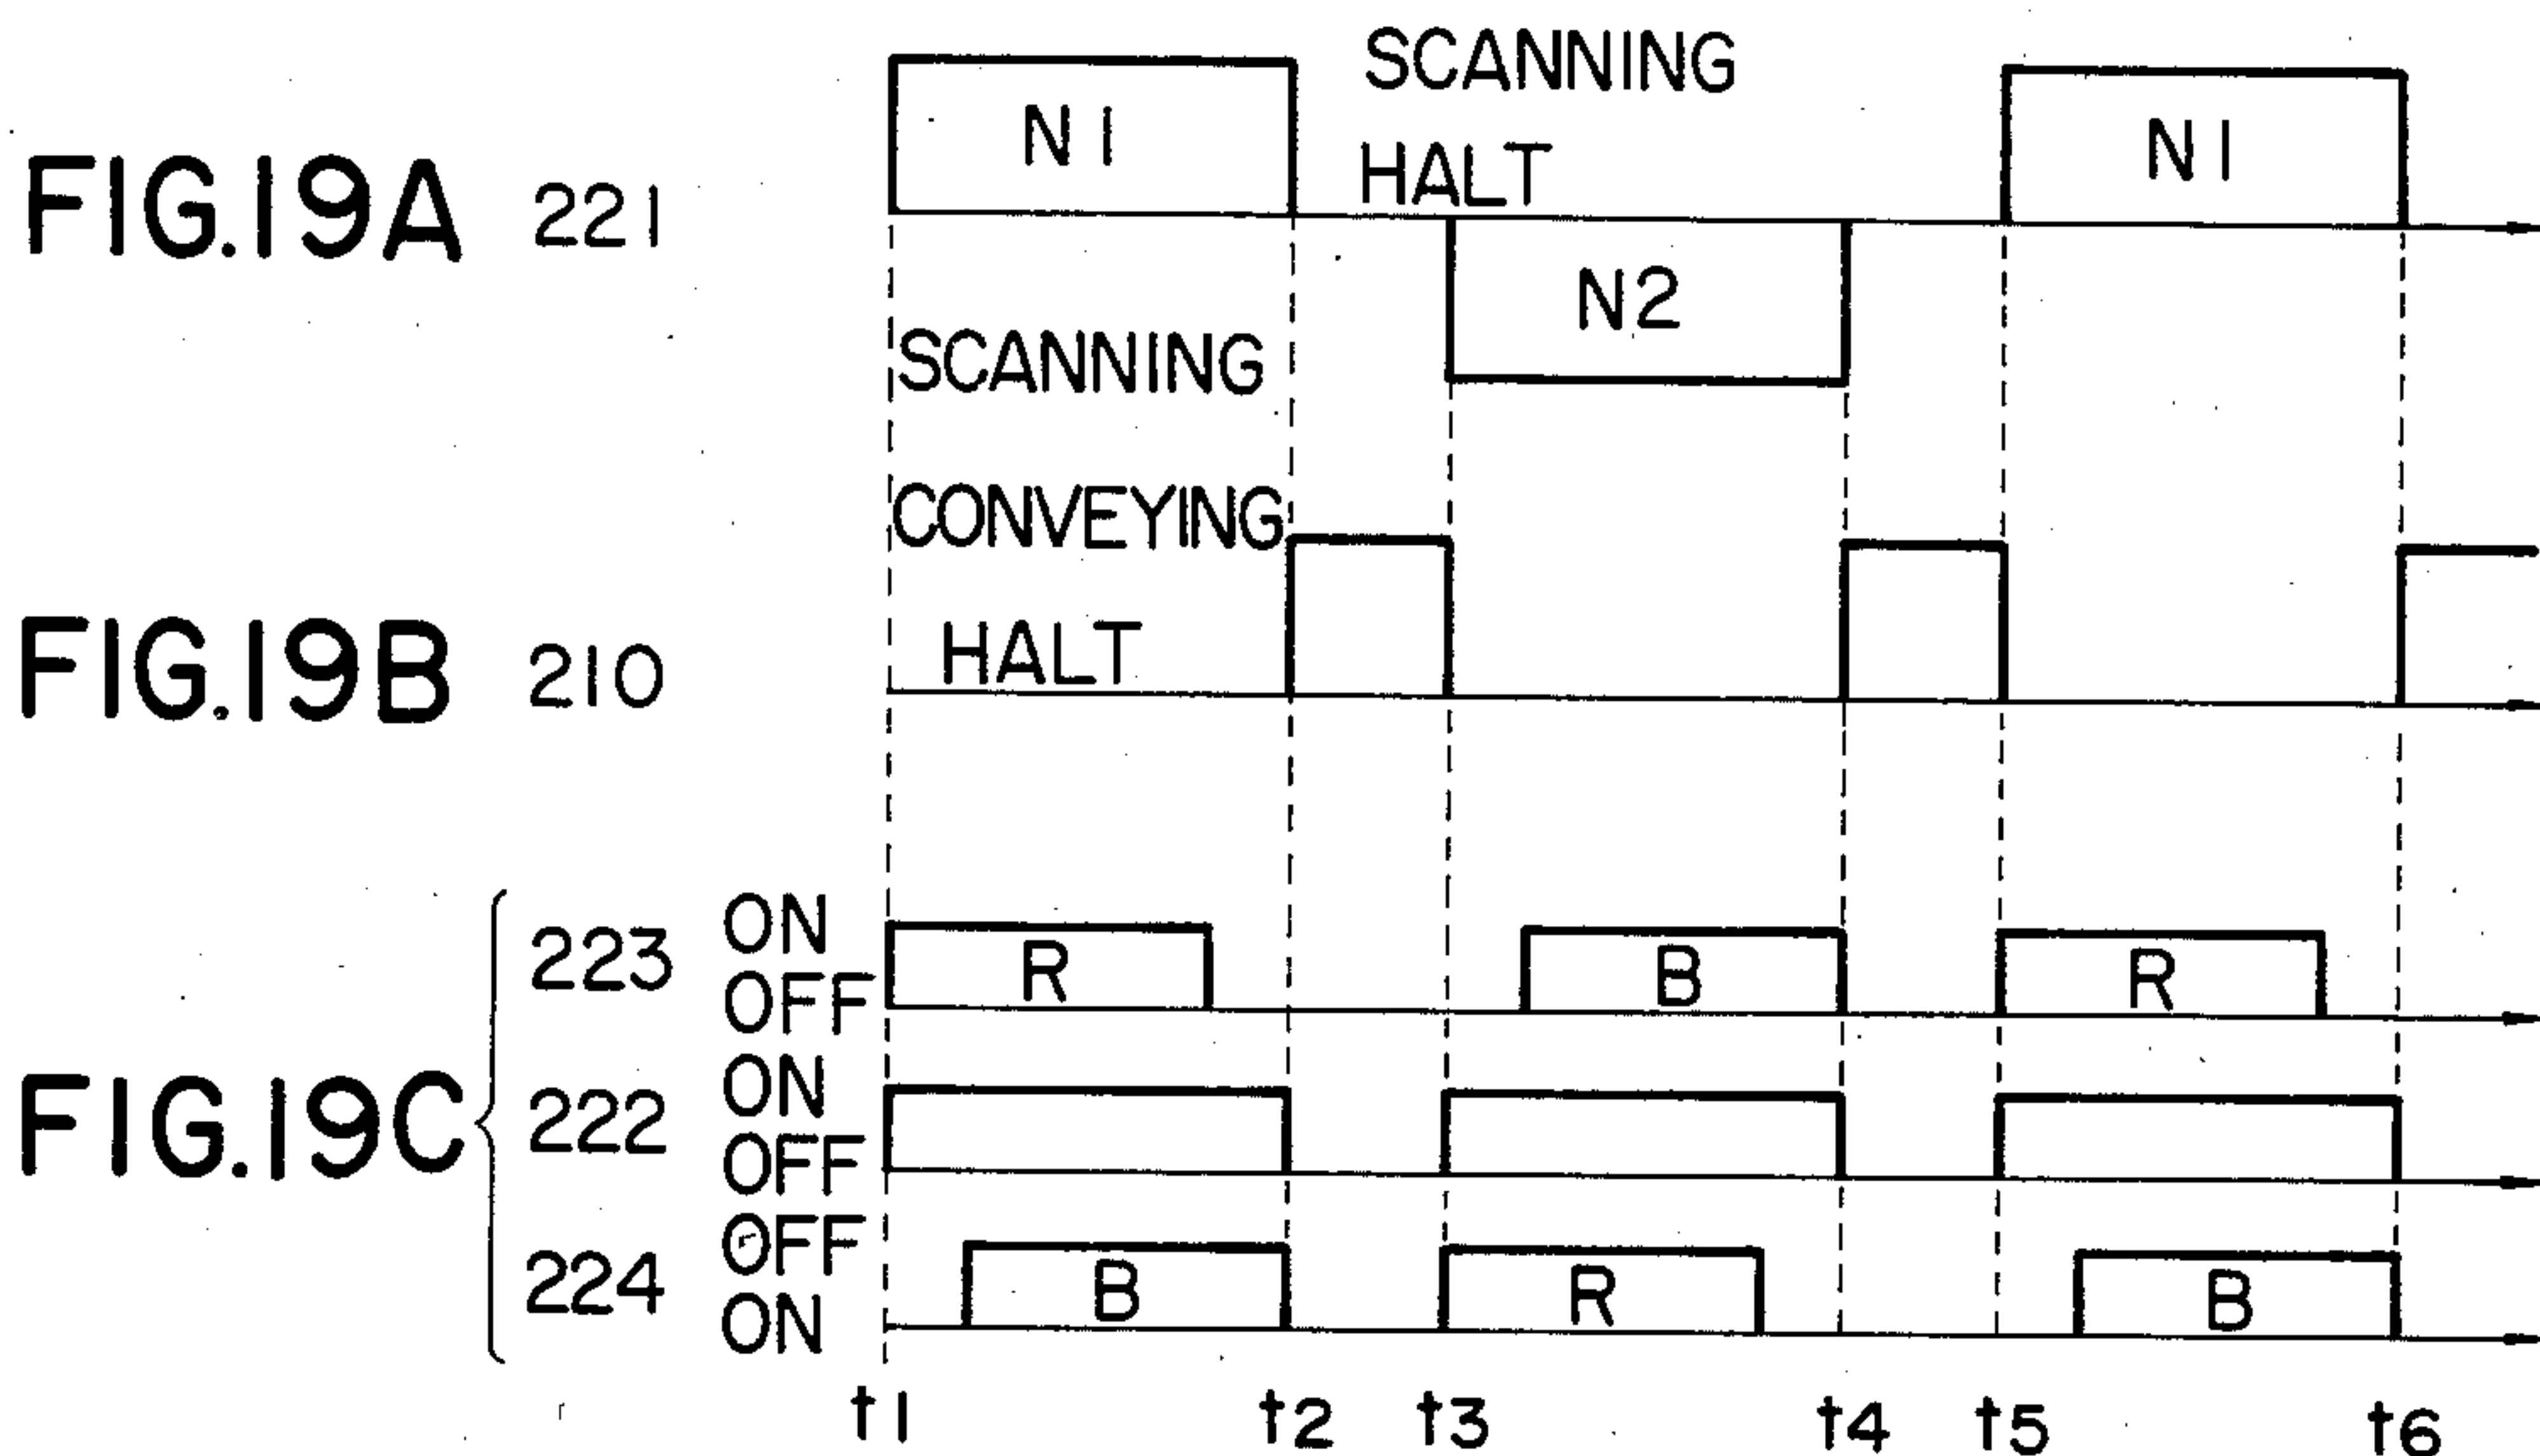 FIG.19A 221
N1
SCANNING
HALT
N1
N2
SCANNING
FIG.19B 210
CONVEYING
HALT
FIG.19C
223 ON
OFF
R
B
R
222 ON
OFF
224 OFF
ON
B
R
B
t1 t2 t3 t4 t5 t6